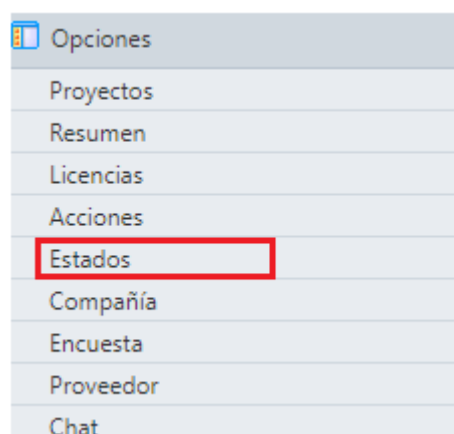 Opciones
Proyectos
Resumen
Licencias
Acciones
Estados
Compañía
Encuesta
Proveedor
Chat